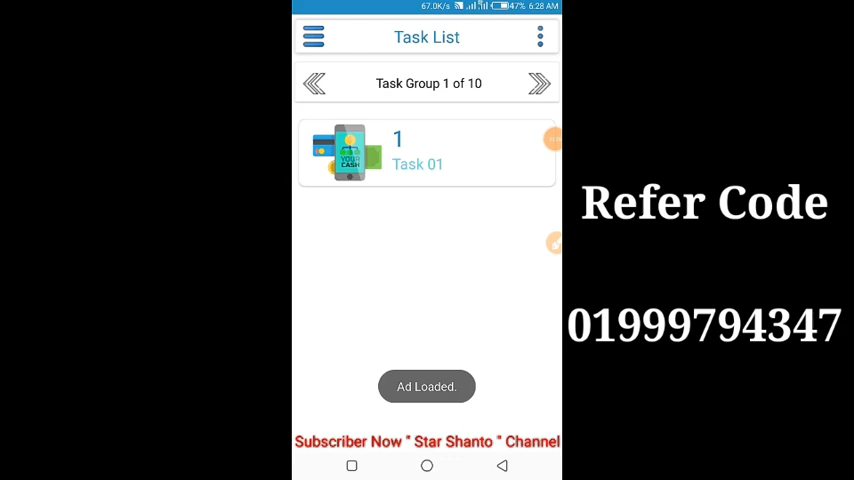 67.0K/s 47% 6:28 AM
Task List
Task Group 1 of 10
1
Task 01
YOUR
CASH
Ad Loaded.
Subscriber Now " Star Shanto " Channel
Refer Code
01999794347